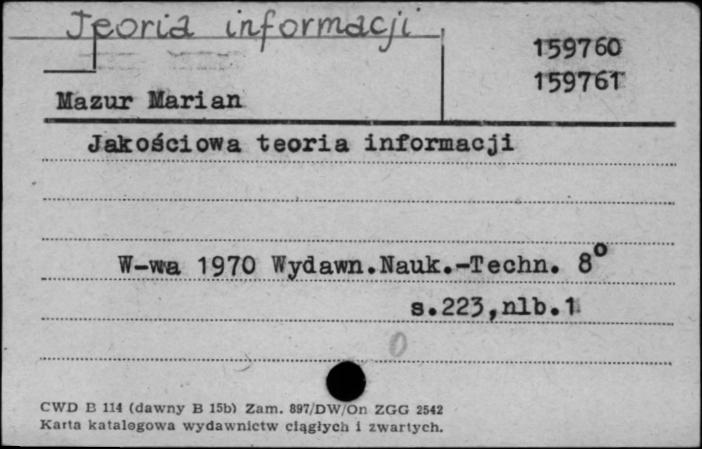 Teoria informacji
159760
159761
Mazur Marian
Jakościowa teoria informacji
W-wa 1970 Wydawn.Nauk.-Techn. 8°
s.223,nlb.1
0
CWD B 114 (dawny B 15b) Zam. 897/DW/On ZGG 2542
Karta katalogowa wydawnictw ciągłych i zwartych.